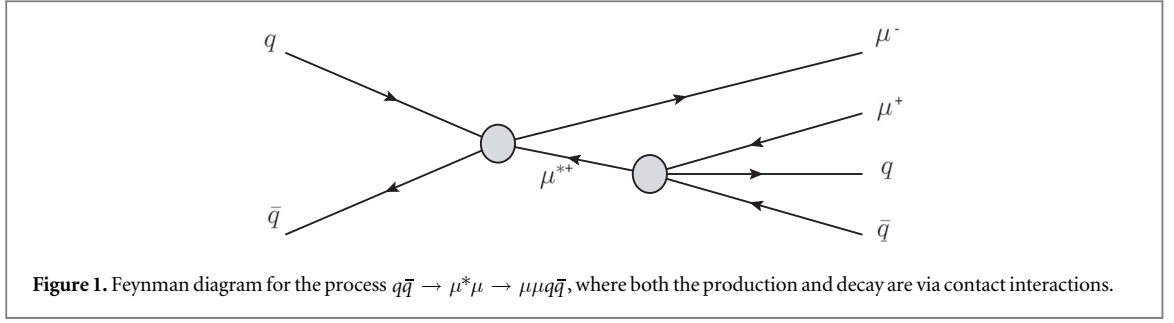 q
μ-
μ+
μ*+
q
q̄
q̄
Figure 1. Feynman diagram for the process qq̄ → μ*μ → μμqq̄, where both the production and decay are via contact interactions.